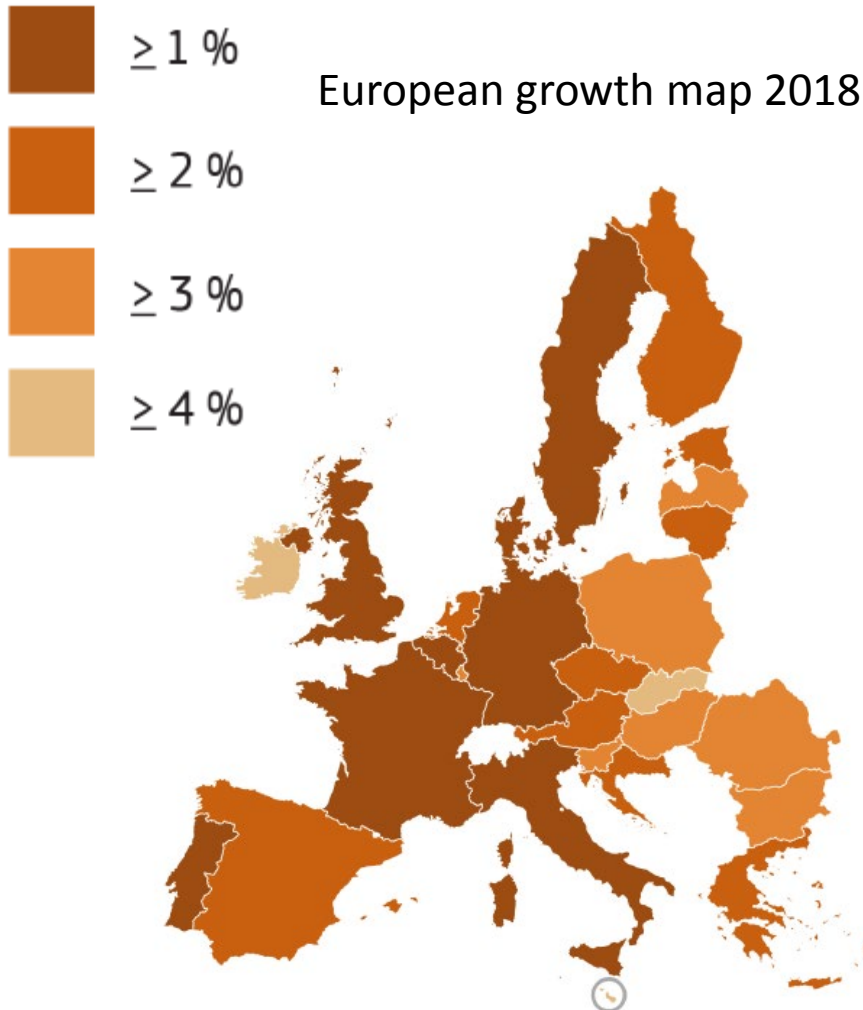 ≥ 1 %
European growth map 2018
≥ 2 %
≥ 3 %
≥ 4 %